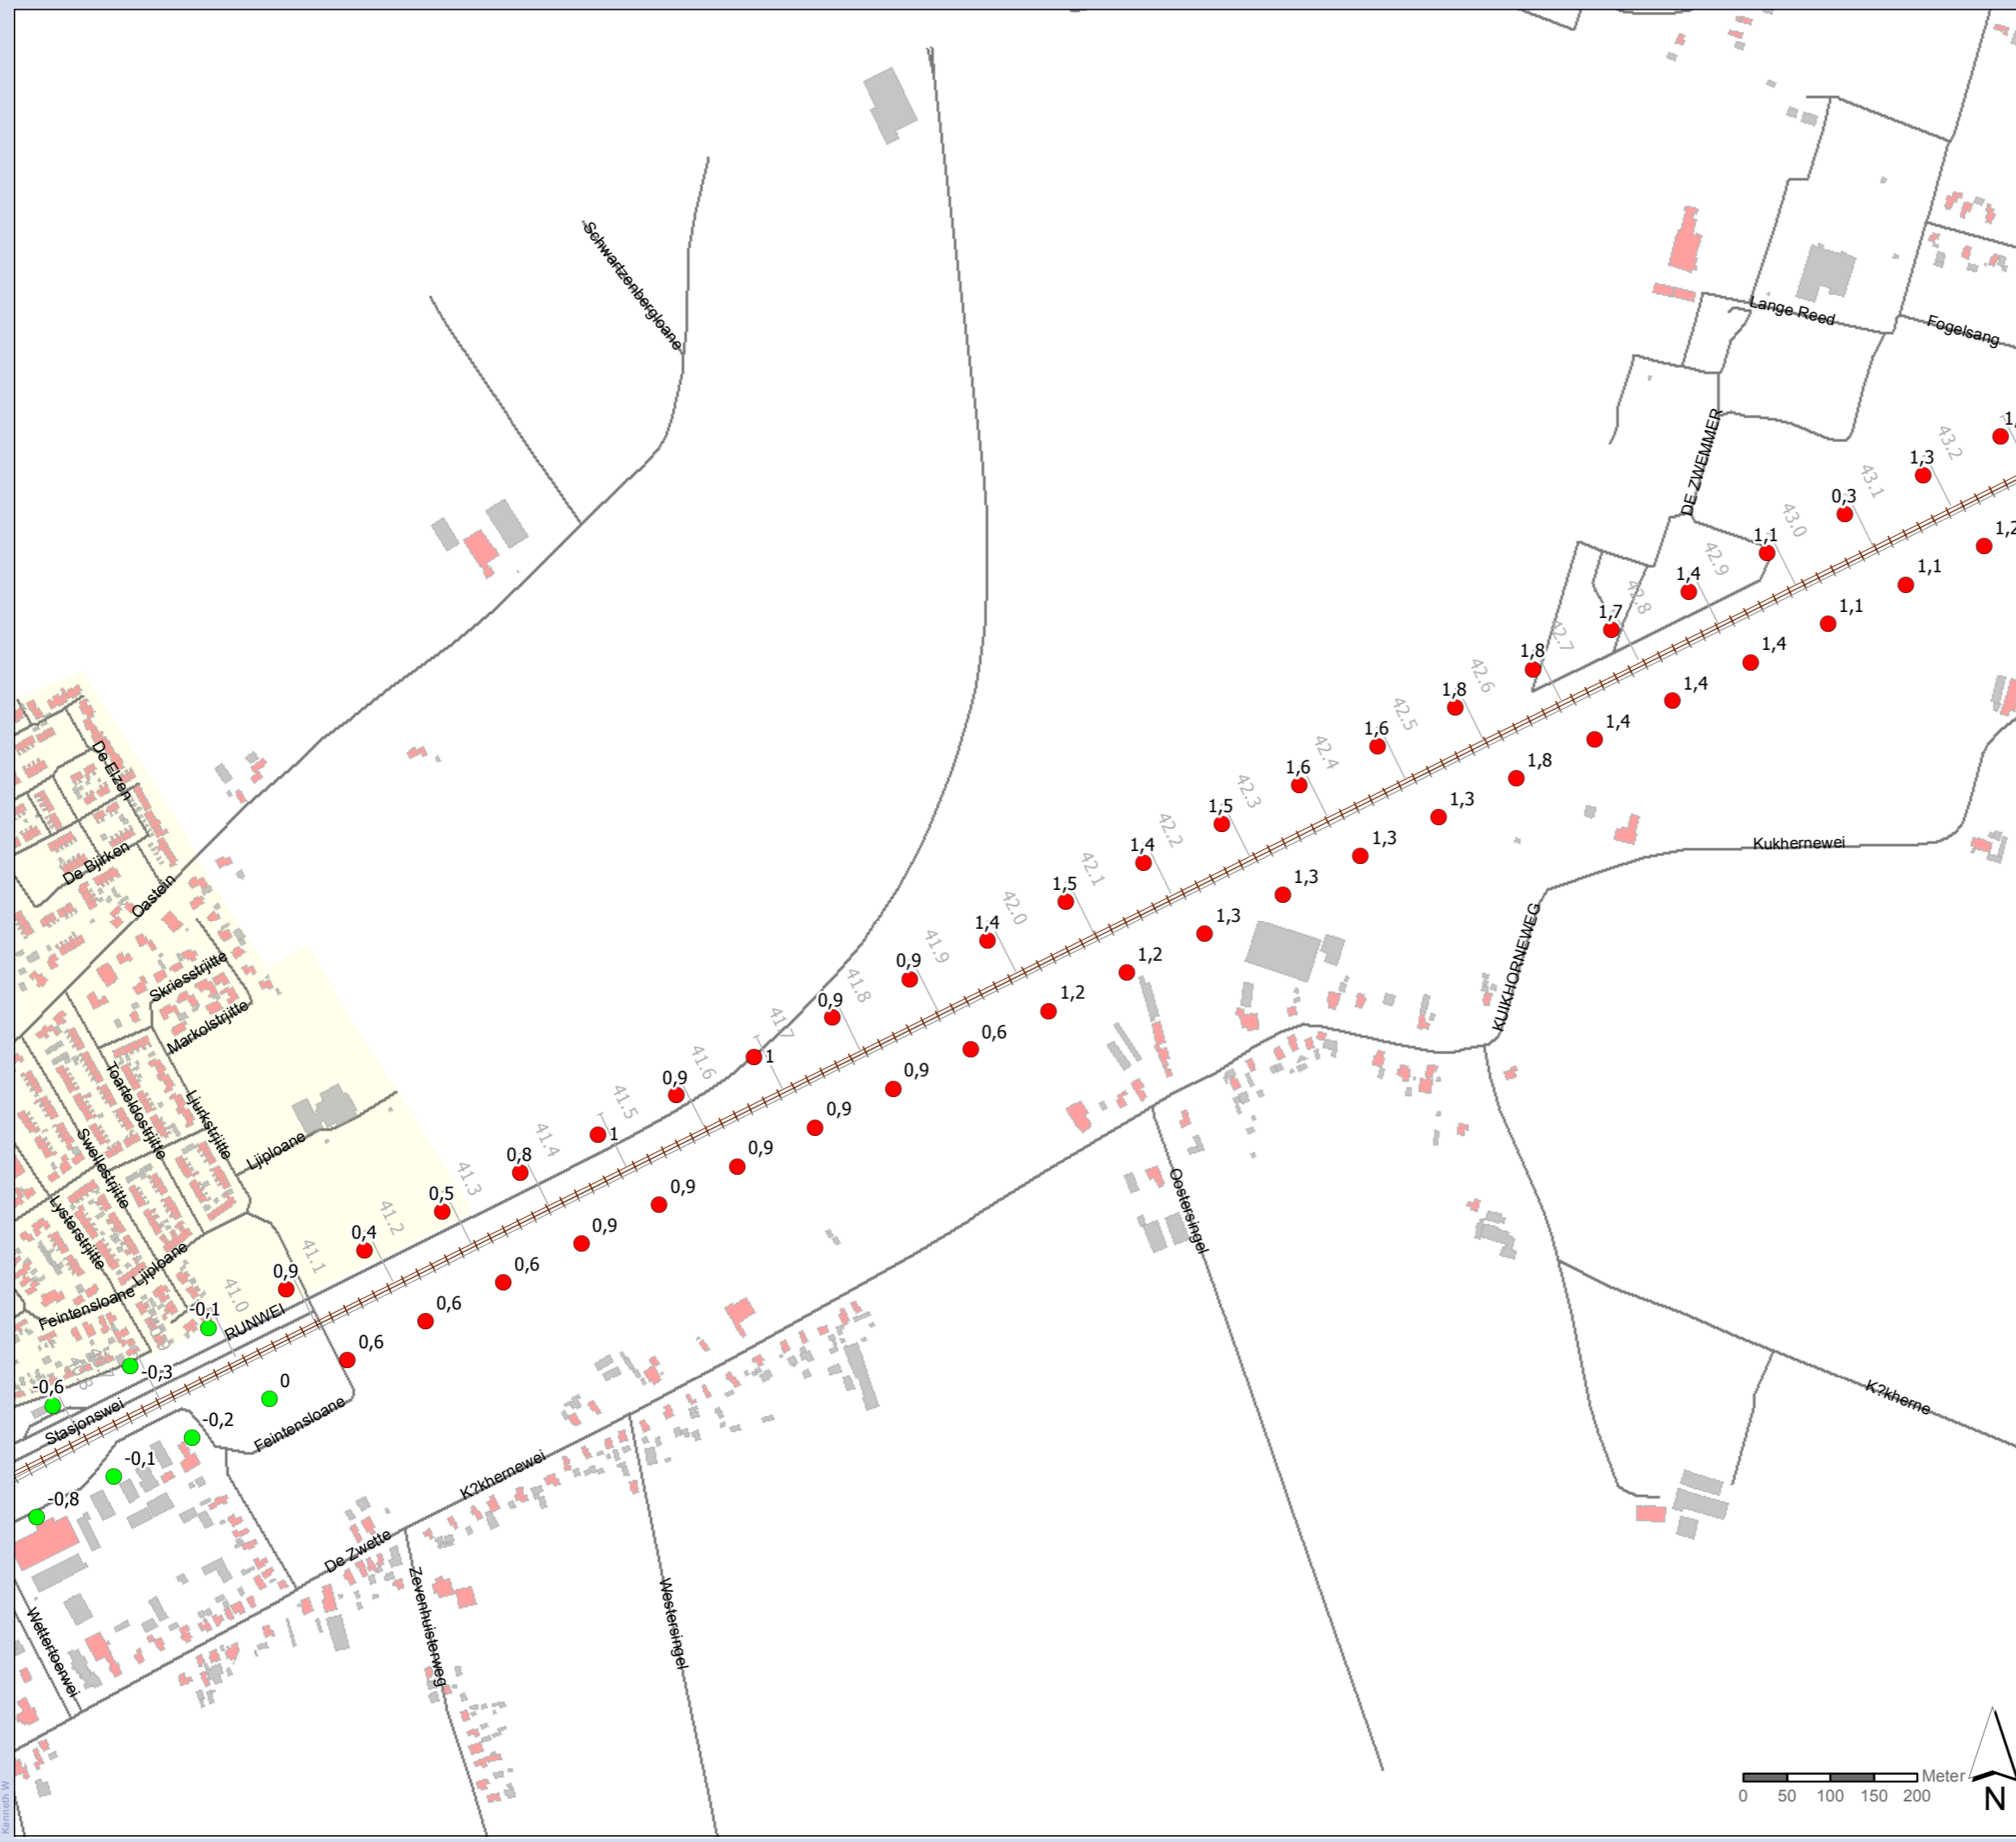 Schwartzenbergloane
Lange Reed
Fogelsang
DE ZWEMMER
43.2
1,3
43.1
0,3
1,2
43.0
1,1
1,1
42.9
1,4
1,1
42.8
1,7
1,4
42.7
1,8
1,4
42.6
1,8
1,4
42.5
1,6
1,8
42.4
1,6
1,3
42.3
1,5
1,3
42.2
1,4
1,3
42.1
1,5
1,3
42.0
1,4
1,2
41.9
0,9
1,2
41.8
0,9
0,6
41.7
1
0,9
41.6
0,9
0,9
41.5
1
0,9
41.4
0,8
0,9
41.3
0,5
0,9
41.2
0,4
0,6
41.1
0,9
0,6
41.0
-0,1
0,6
-0,3
0
-0,6
-0,2
-0,1
-0,8
De Elzen
De Bjirken
Oastein
Skriesstrjitte
Markolstrjitte
Toarteldostrjitte
Ljurkstrjitte
Swellestrjitte
Ljiploane
Lysterstrjitte
Ljiploane
Feintensloane
RUNWEI
Stasjonswei
Feintensloane
Kukhernewei
KUIKHORNEWEG
Oostersingel
K?kherne
K?khernewei
De Zwette
Zevenhuisterweg
Westersingel
Wettertoerwei
Meter
0 50 100 150 200
N
Kenneth W